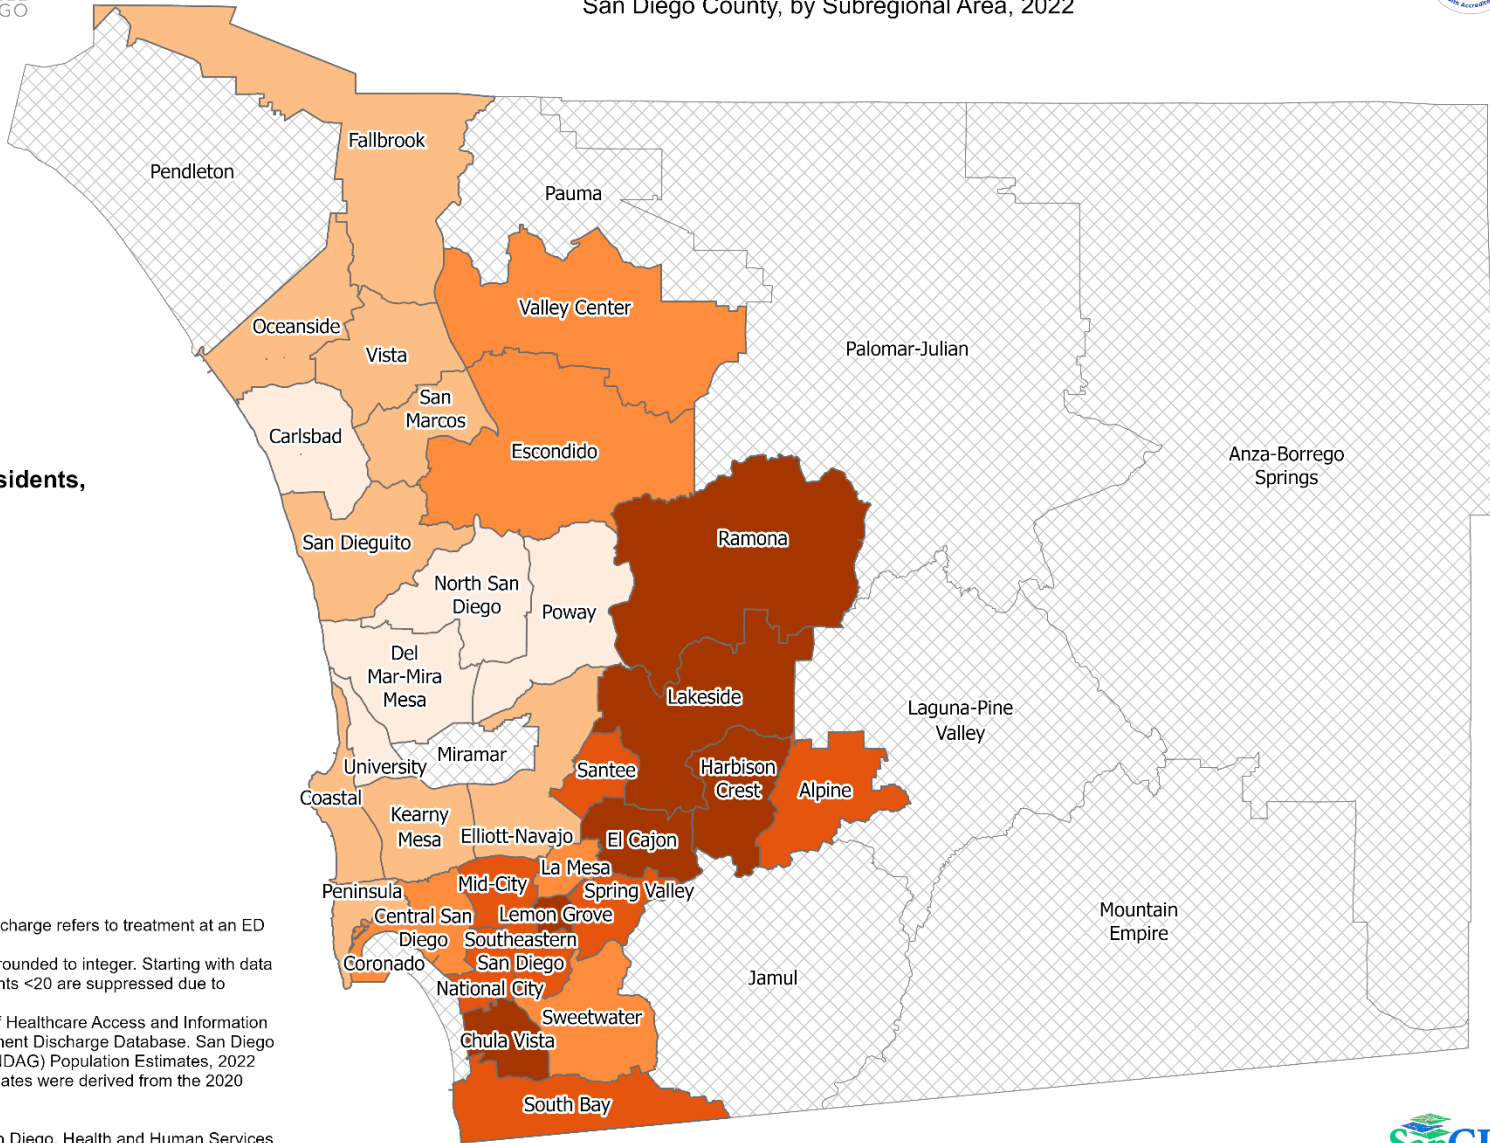 GO
San Diego County, by Subregional Area, 2022
Fallbrook
Pendleton
Pauma
Valley Center
Oceanside
Vista
Palomar-Julian
San
Marcos
Carlsbad
Escondido
Anza-Borrego
Springs
sidents,
San Dieguito
Ramona
North San
Diego
Poway
Del
Mar-Mira
Mesa
Lakeside
Laguna-Pine
Valley
Miramar
University
Santee
Harbison
Crest
Alpine
Coastal
Kearny
Mesa
Elliott-Navajo
El Cajon
La Mesa
Peninsula
Mid-City
Spring Valley
Central San
Diego
Lemon Grove
Mountain
Empire
Southeastern
San Diego
Coronado
National City
Jamul
Sweetwater
Chula Vista
South Bay
charge refers to treatment at an ED
rounded to integer. Starting with data
nts <20 are suppressed due to
f Healthcare Access and Information
nent Discharge Database. San Diego
NDAG) Population Estimates, 2022
ates were derived from the 2020
n Diego, Health and Human Services